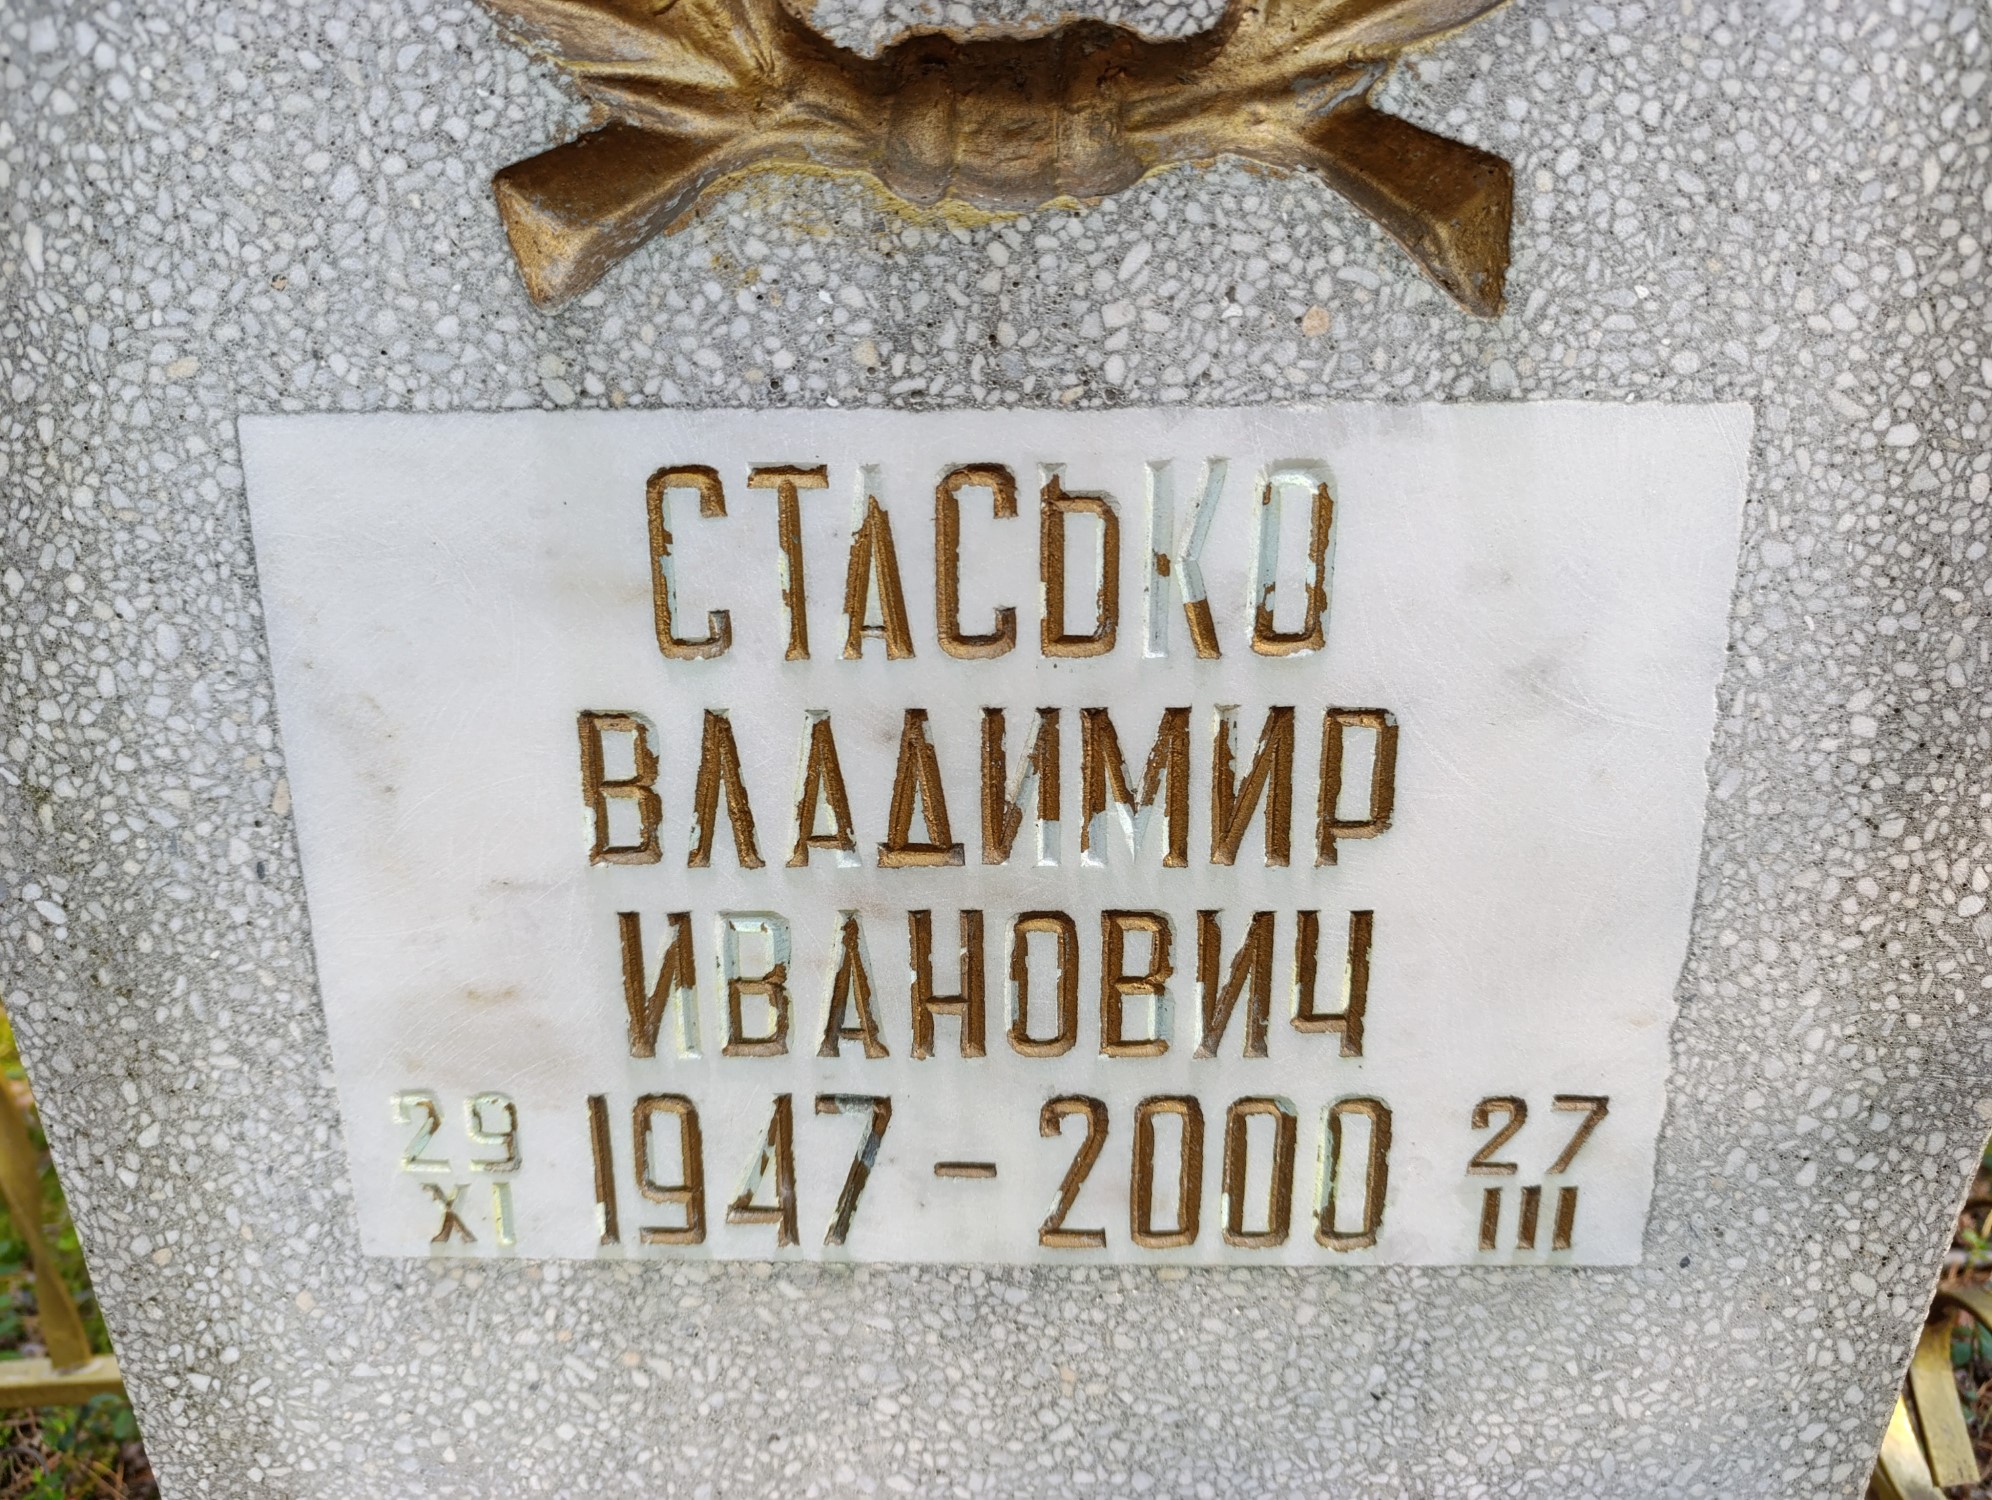 СТАСЬКО
ВЛАДИМИР
ИВАНОВИЧ
29 XI 1947 - 2000 27 III